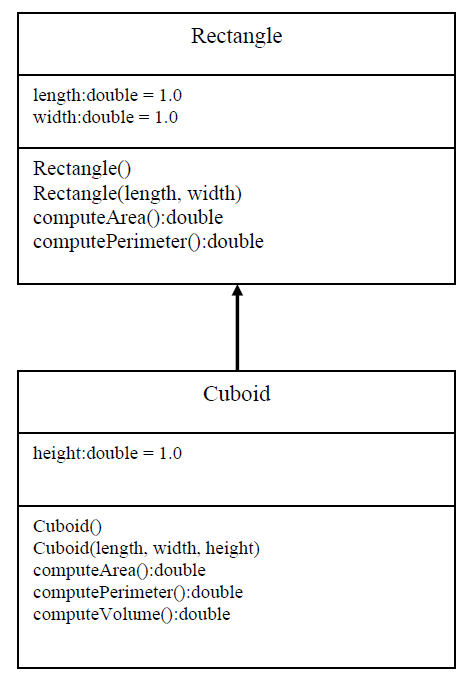 Rectangle
length:double = 1.0
width:double = 1.0
Rectangle()
Rectangle(length, width)
computeArea():double
computePerimeter():double
Cuboid
height:double = 1.0
Cuboid()
Cuboid(length, width, height)
computeArea():double
computePerimeter():double
computeVolume():double